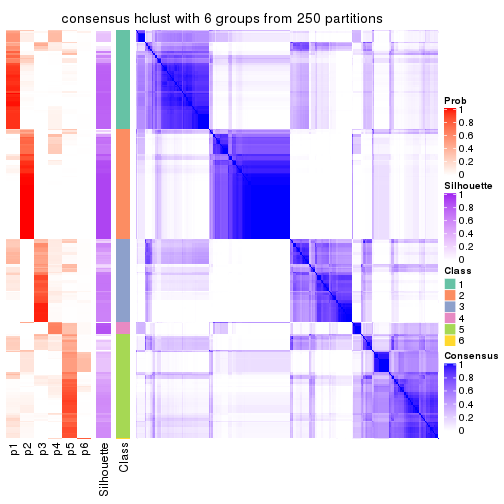 consensus hclust with 6 groups from 250 partitions
Prob
1
0.8
0.6
0.4
0.2
0
Silhouette
1
0.8
0.6
0.4
0.2
0
Class
1
2
3
4
5
6
Consensus
1
0.8
0.6
0.4
0.2
0
p1
p2
p3
p4
p5
p6
Silhouette
Class